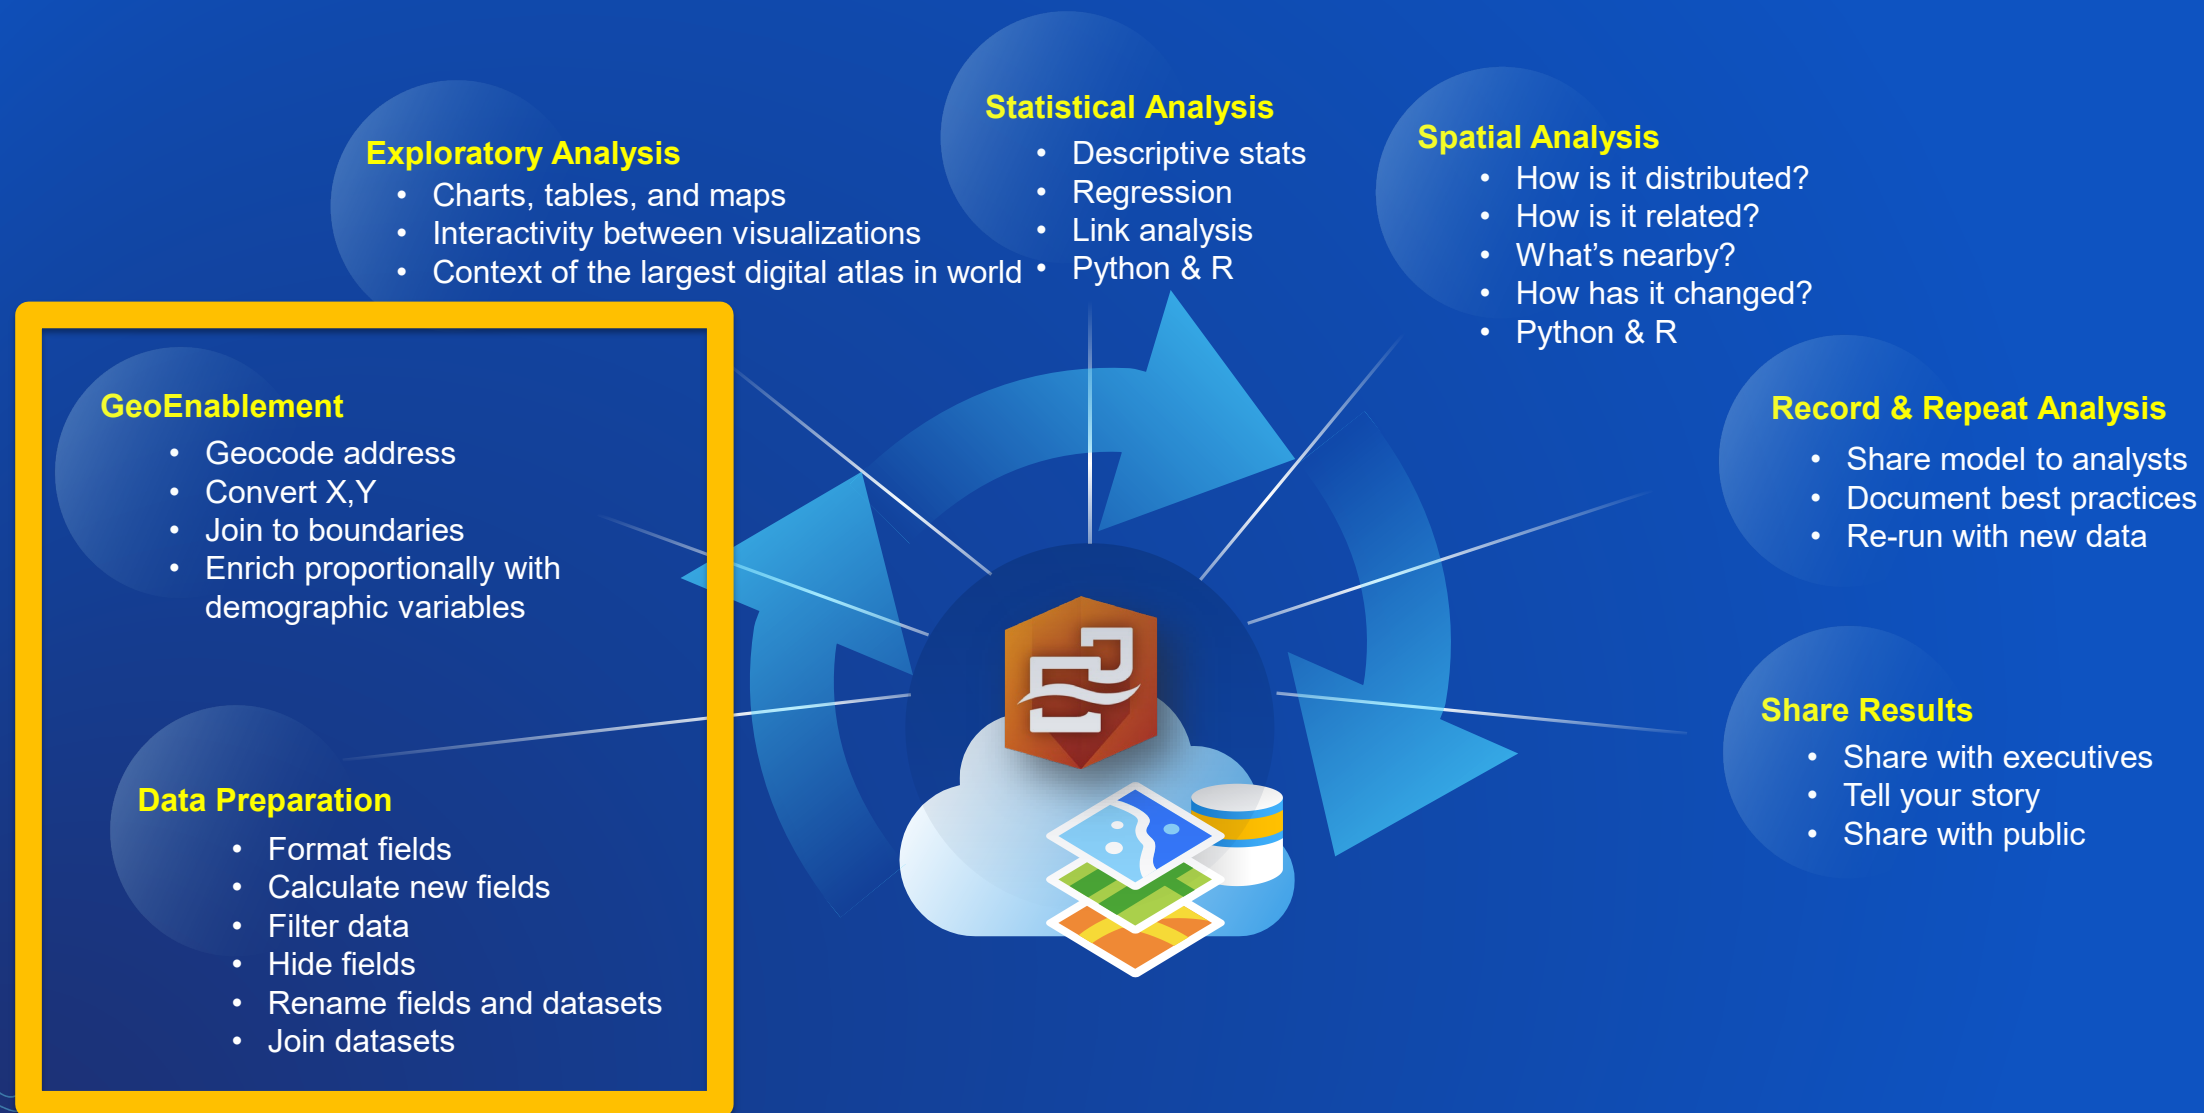 Exploratory Analysis
• Charts, tables, and maps
• Interactivity between visualizations
• Context of the largest digital atlas in world
Statistical Analysis
• Descriptive stats
• Regression
• Link analysis
• Python & R
Spatial Analysis
• How is it distributed?
• How is it related?
• What’s nearby?
• How has it changed?
• Python & R
GeoEnablement
• Geocode address
• Convert X,Y
• Join to boundaries
• Enrich proportionally with
demographic variables
Record & Repeat Analysis
• Share model to analysts
• Document best practices
• Re-run with new data
Data Preparation
• Format fields
• Calculate new fields
• Filter data
• Hide fields
• Rename fields and datasets
• Join datasets
Share Results
• Share with executives
• Tell your story
• Share with public